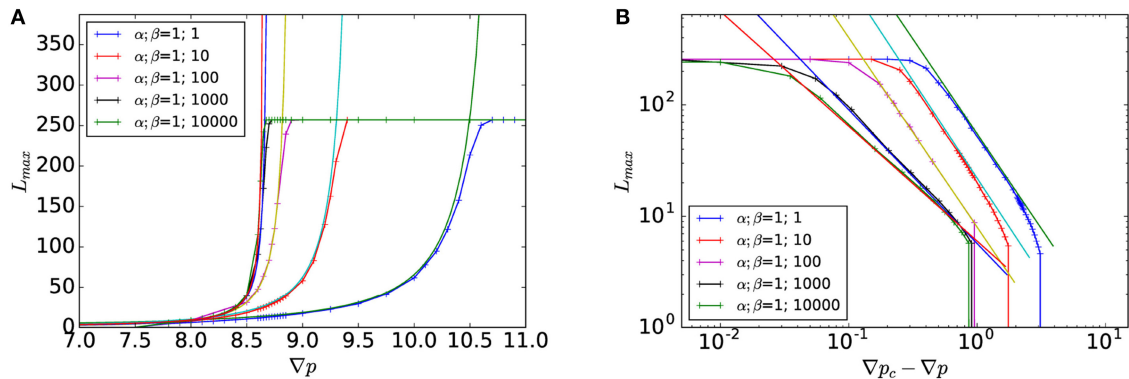 A
L_max
350
300
250
200
150
100
50
0
α;β=1; 1
α;β=1; 10
α;β=1; 100
α;β=1; 1000
α;β=1; 10000
7.0 7.5 8.0 8.5 9.0 9.5 10.0 10.5 11.0
∇p
B
L_max
10^2
10^1
10^0
α;β=1; 1
α;β=1; 10
α;β=1; 100
α;β=1; 1000
α;β=1; 10000
10^-2 10^-1 10^0 10^1
∇p_c − ∇p